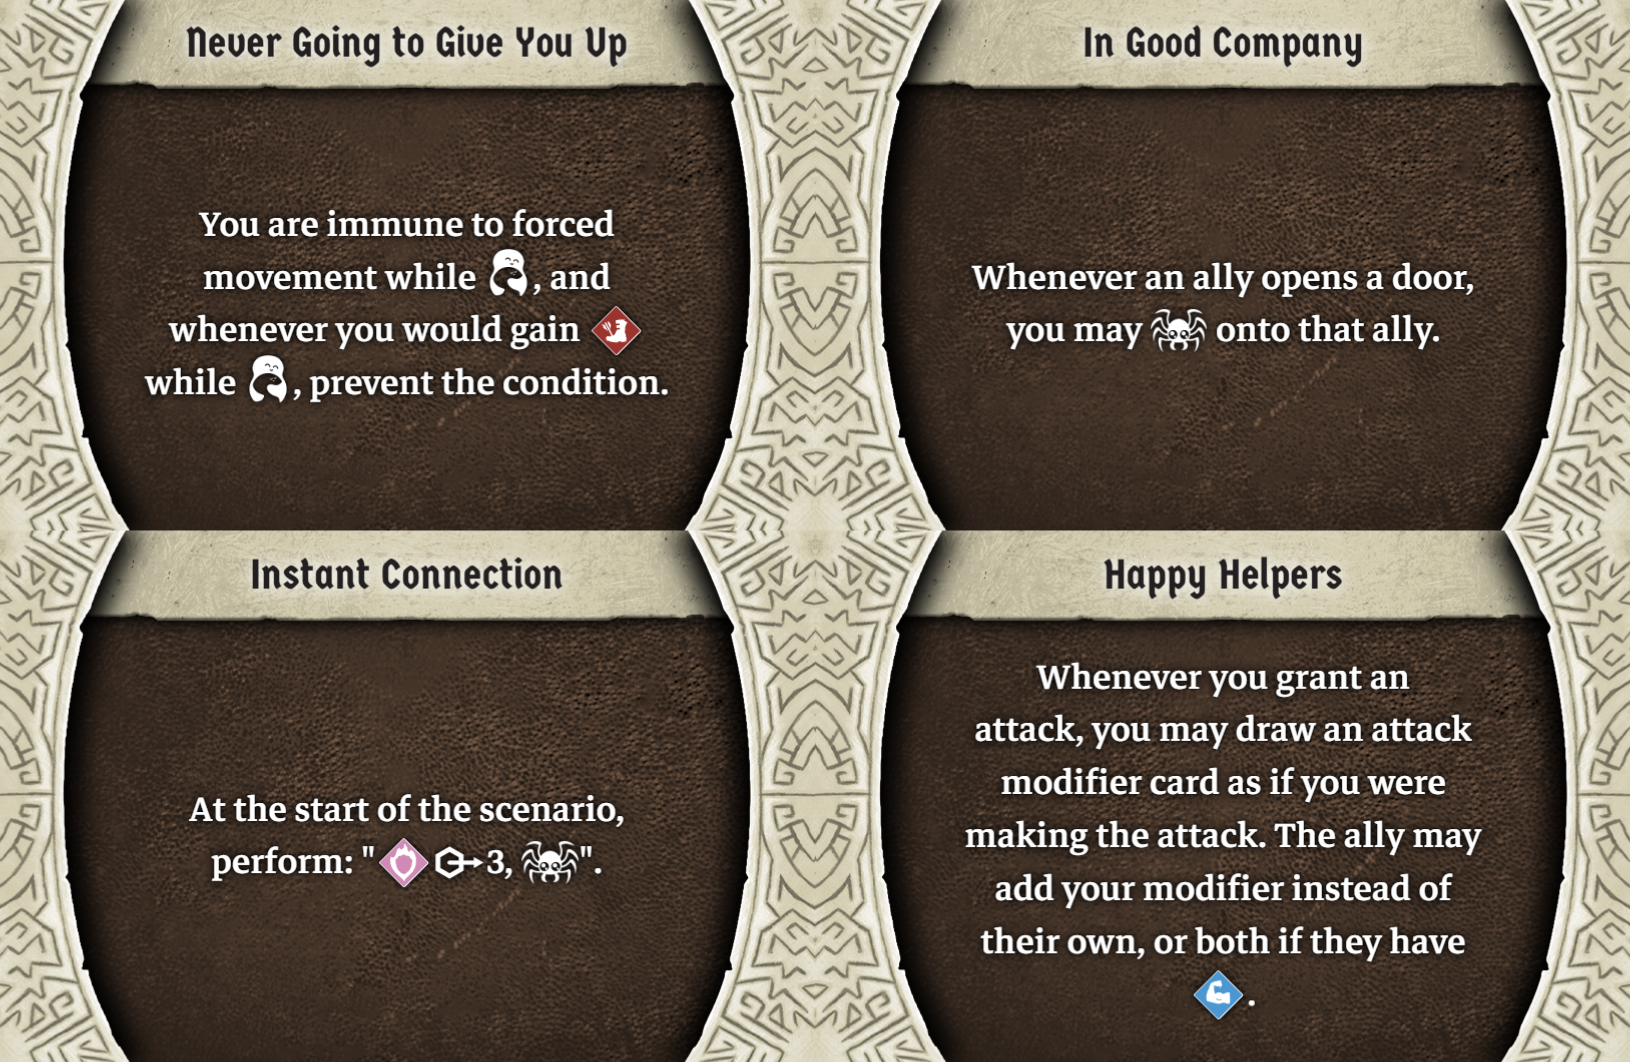 Never Going to Give You Up
You are immune to forced
movement while , and
whenever you would gain
while , prevent the condition.
In Good Company
Whenever an ally opens a door,
you may onto that ally.
Instant Connection
At the start of the scenario,
perform: " 3, ".
Happy Helpers
Whenever you grant an
attack, you may draw an attack
modifier card as if you were
making the attack. The ally may
add your modifier instead of
their own, or both if they have
.